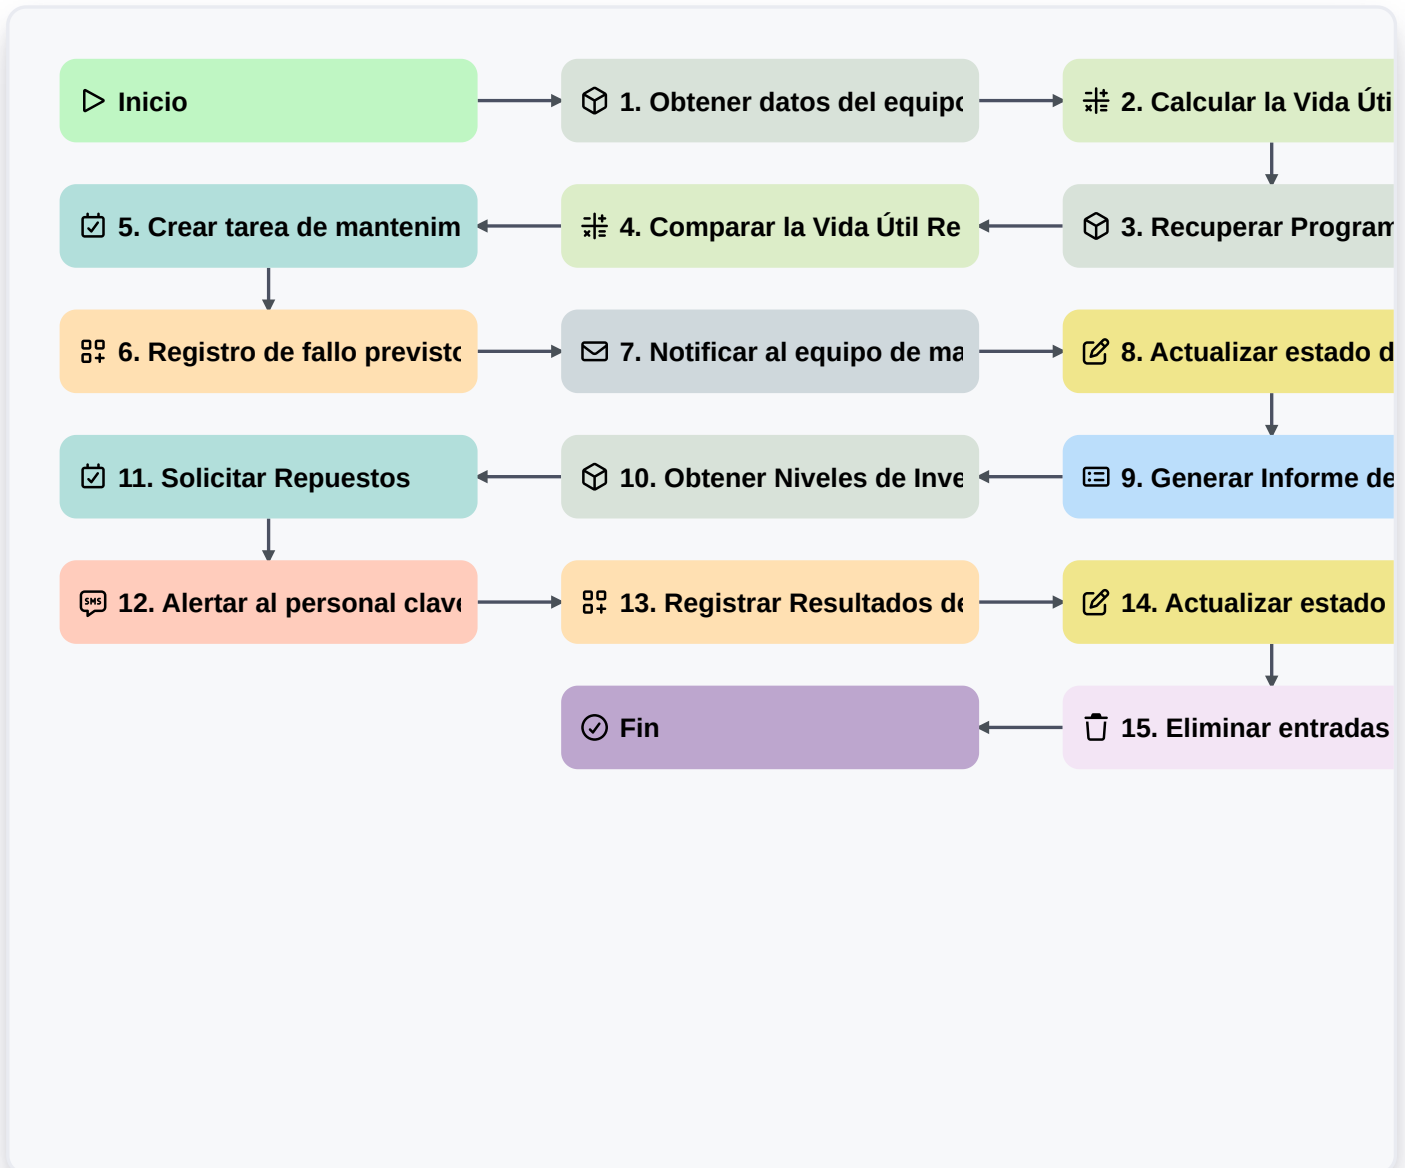 Inicio
1. Obtener datos del equipo
2. Calcular la Vida Úti
5. Crear tarea de mantenim
4. Comparar la Vida Útil Re
3. Recuperar Program
6. Registro de fallo previsto
7. Notificar al equipo de ma
8. Actualizar estado d
11. Solicitar Repuestos
10. Obtener Niveles de Inve
9. Generar Informe de
SMS
12. Alertar al personal clave
13. Registrar Resultados de
14. Actualizar estado
Fin
15. Eliminar entradas